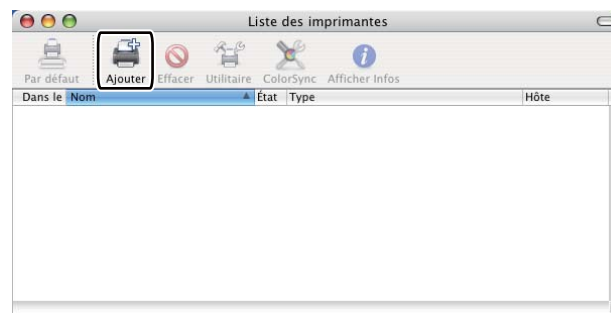 Liste des imprimantes
Par défaut Ajouter Effacer Utilitaire ColorSync Afficher Infos
Dans le Nom État Type Hôte